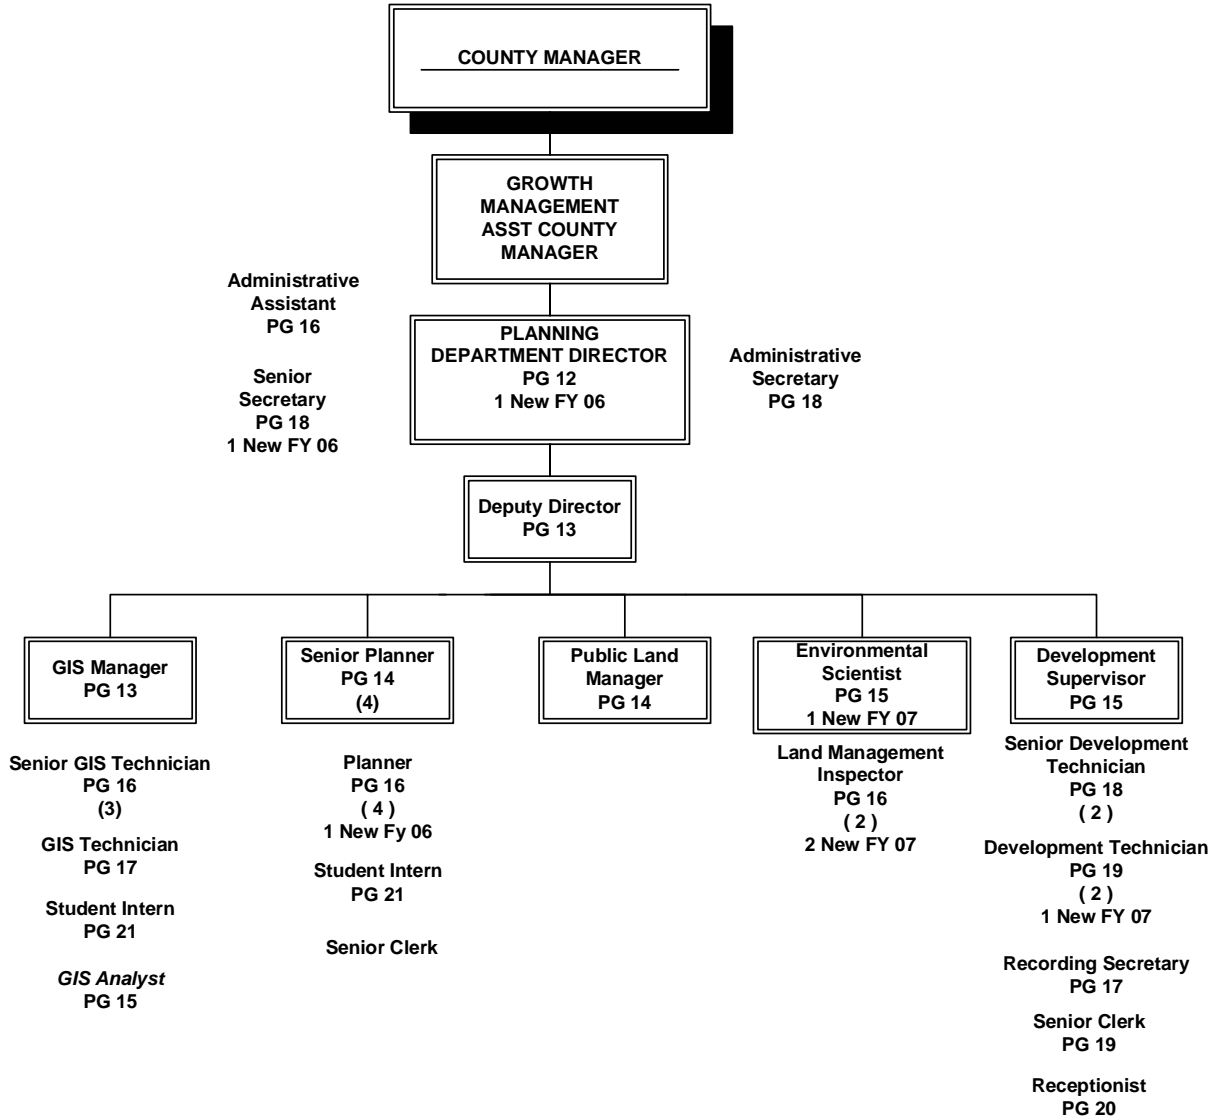 COUNTY MANAGER
GROWTH
MANAGEMENT
ASST COUNTY
MANAGER
Administrative
Assistant
PG 16
Senior
Secretary
PG 18
1 New FY 06
PLANNING
DEPARTMENT DIRECTOR
PG 12
1 New FY 06
Administrative
Secretary
PG 18
Deputy Director
PG 13
GIS Manager
PG 13
Senior GIS Technician
PG 16
(3)
GIS Technician
PG 17
Student Intern
PG 21
GIS Analyst
PG 15
Senior Planner
PG 14
(4)
Planner
PG 16
( 4 )
1 New Fy 06
Student Intern
PG 21
Senior Clerk
Public Land
Manager
PG 14
Environmental
Scientist
PG 15
1 New FY 07
Land Management
Inspector
PG 16
( 2 )
2 New FY 07
Development
Supervisor
PG 15
Senior Development
Technician
PG 18
( 2 )
Development Technician
PG 19
( 2 )
1 New FY 07
Recording Secretary
PG 17
Senior Clerk
PG 19
Receptionist
PG 20